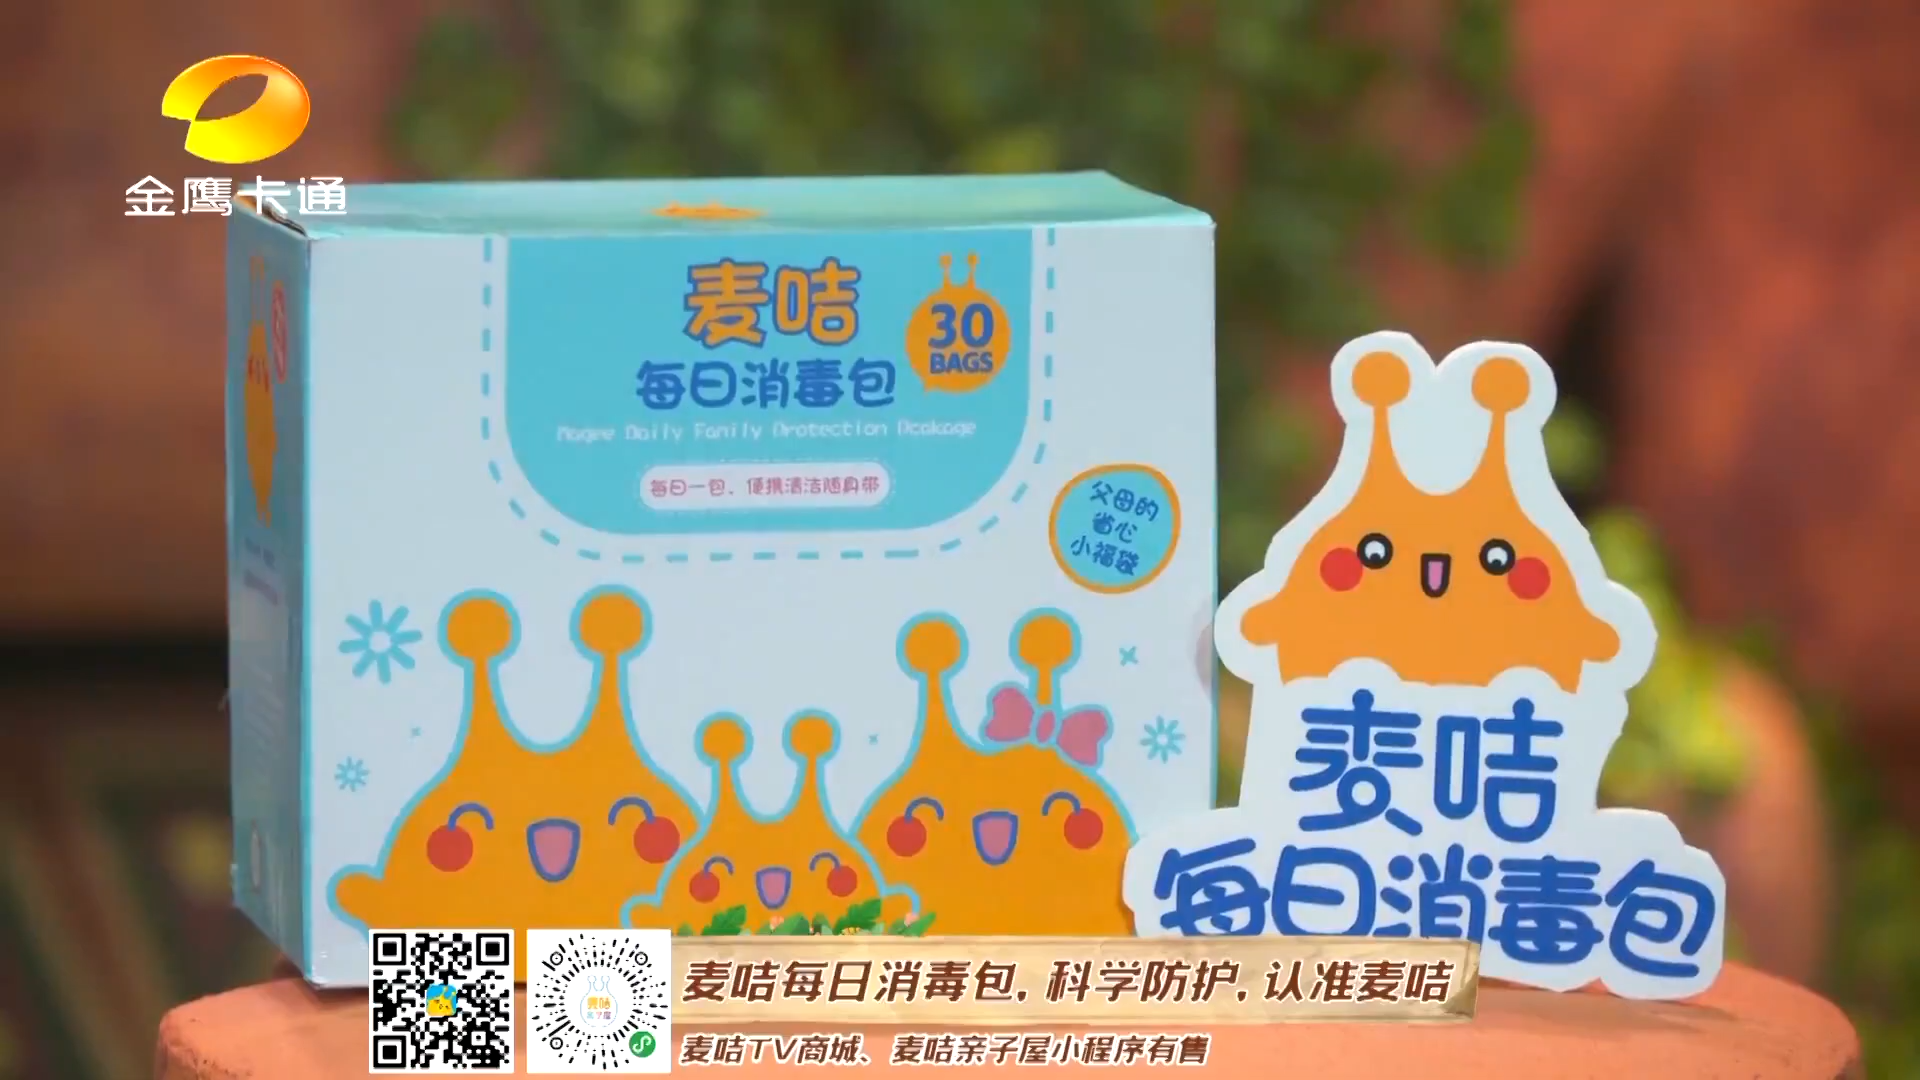 金鹰卡通
麦咭
30
BAGS
每日消毒包
Magee Daily Family Protection Pcakage
每日一包、便携清洁随身带
父母的
省心
小福袋
麦咭
每日消毒包
麦咭每日消毒包,科学防护,认准麦咭
麦咭TV商城、麦咭亲子屋小程序有售